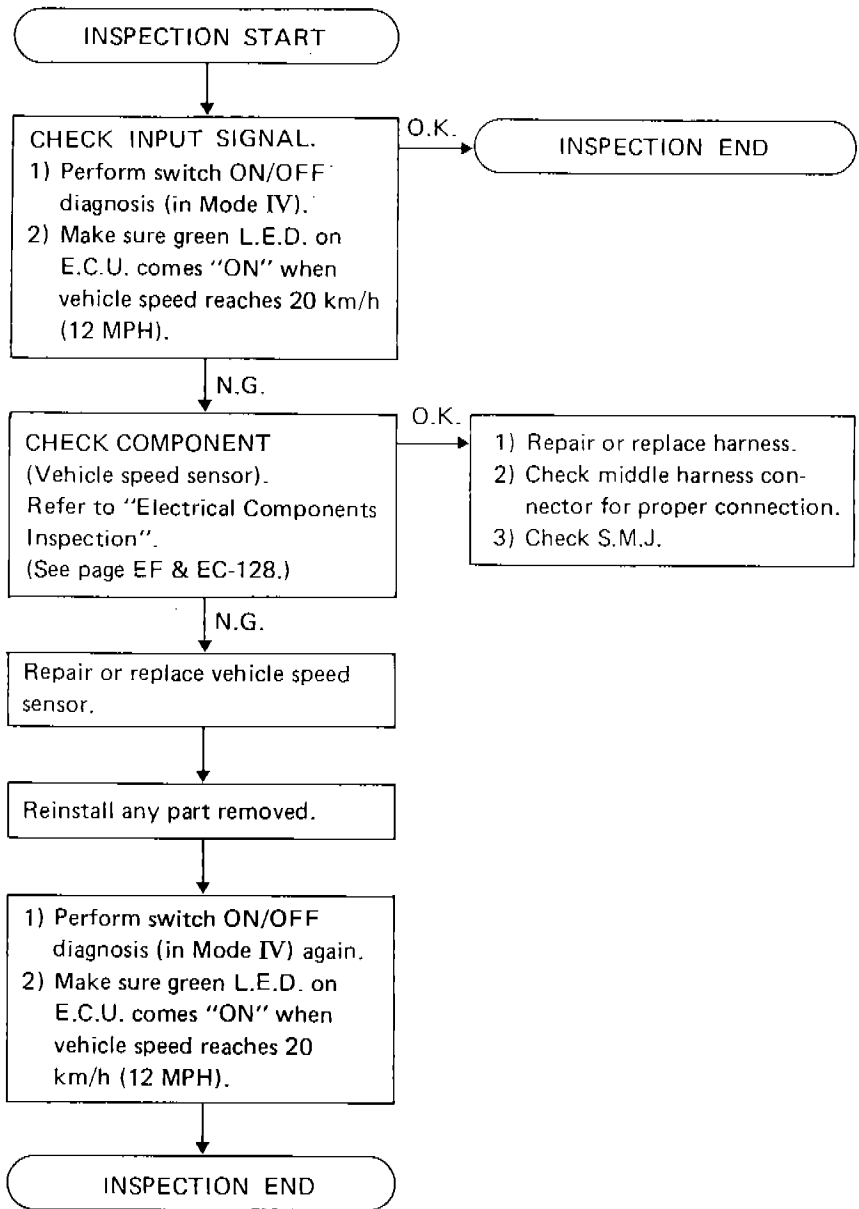 INSPECTION START
CHECK INPUT SIGNAL.
1) Perform switch ON/OFF
diagnosis (in Mode IV).
2) Make sure green L.E.D. on
E.C.U. comes "ON" when
vehicle speed reaches 20 km/h
(12 MPH).
O.K.
INSPECTION END
N.G.
CHECK COMPONENT
(Vehicle speed sensor).
Refer to "Electrical Components
Inspection".
(See page EF & EC-128.)
O.K.
1) Repair or replace harness.
2) Check middle harness con-
nector for proper connection.
3) Check S.M.J.
N.G.
Repair or replace vehicle speed
sensor.
Reinstall any part removed.
1) Perform switch ON/OFF
diagnosis (in Mode IV) again.
2) Make sure green L.E.D. on
E.C.U. comes "ON" when
vehicle speed reaches 20
km/h (12 MPH).
INSPECTION END